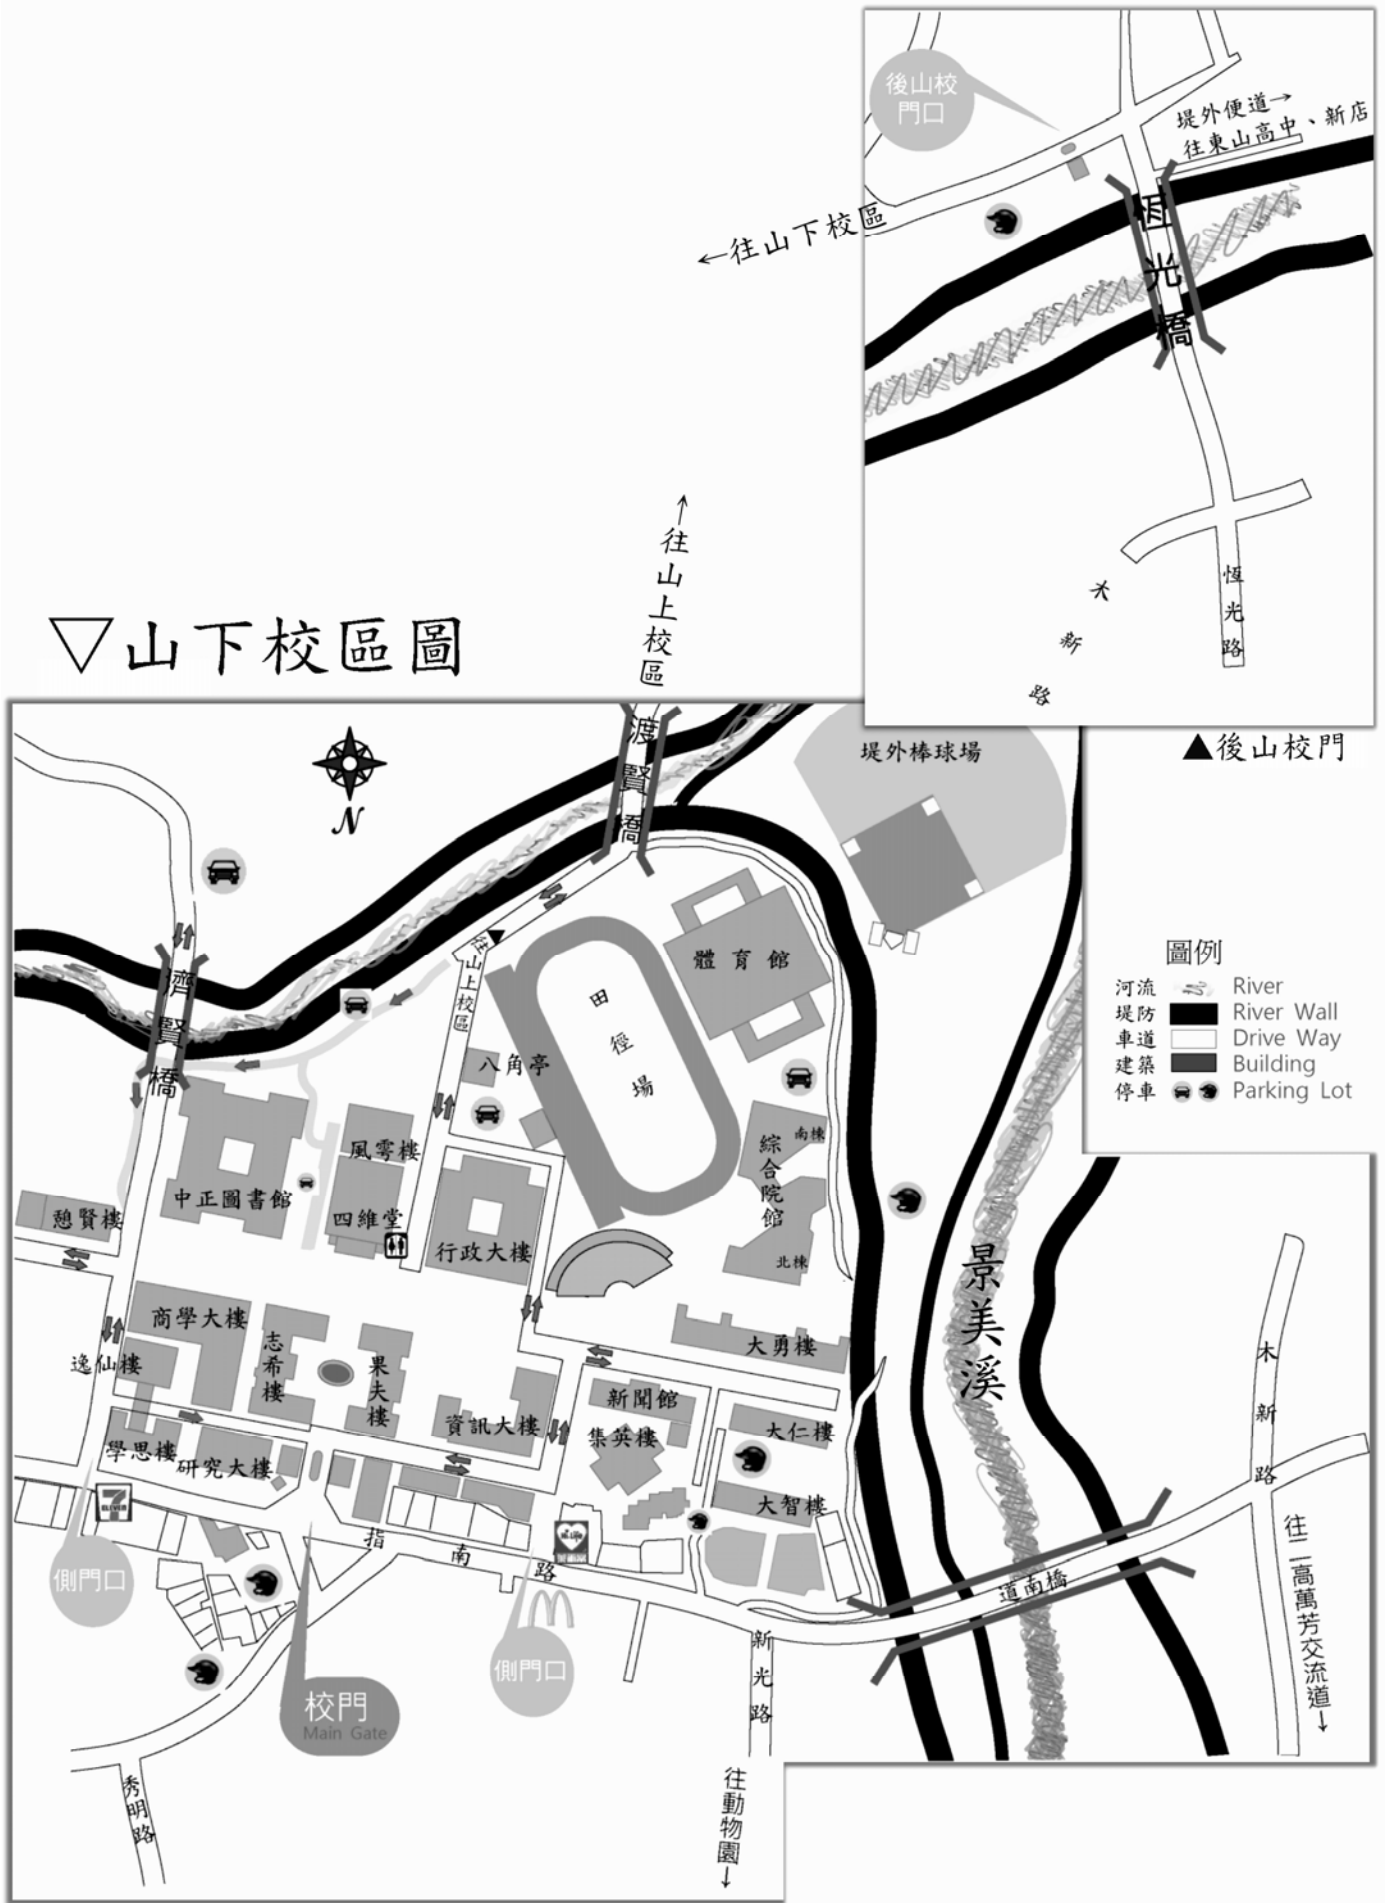 後山校
門口
堤外便道→
往東山高中、新店
←往山下校區
恆光橋
恆光路
木新路
▲後山校門
←往山上校區
▽山下校區圖
N
渡賢橋
堤外棒球場
濟賢橋
往山上校區
田徑場
體育館
八角亭
風雩樓
中正圖書館
四維堂
行政大樓
綜合院館
南棟
北棟
憩賢樓
商學大樓
逸仙樓
志希樓
果夫樓
資訊大樓
大勇樓
新聞館
集英樓
大仁樓
大智樓
學思樓
研究大樓
7
ELEVEN
指南路
側門口
側門口
校門
Main Gate
道南橋
景美溪
木新路
往二高萬芳交流道→
新光路
往動物園→
秀明路
圖例
河流 River
堤防 River Wall
車道 Drive Way
建築 Building
停車 Parking Lot